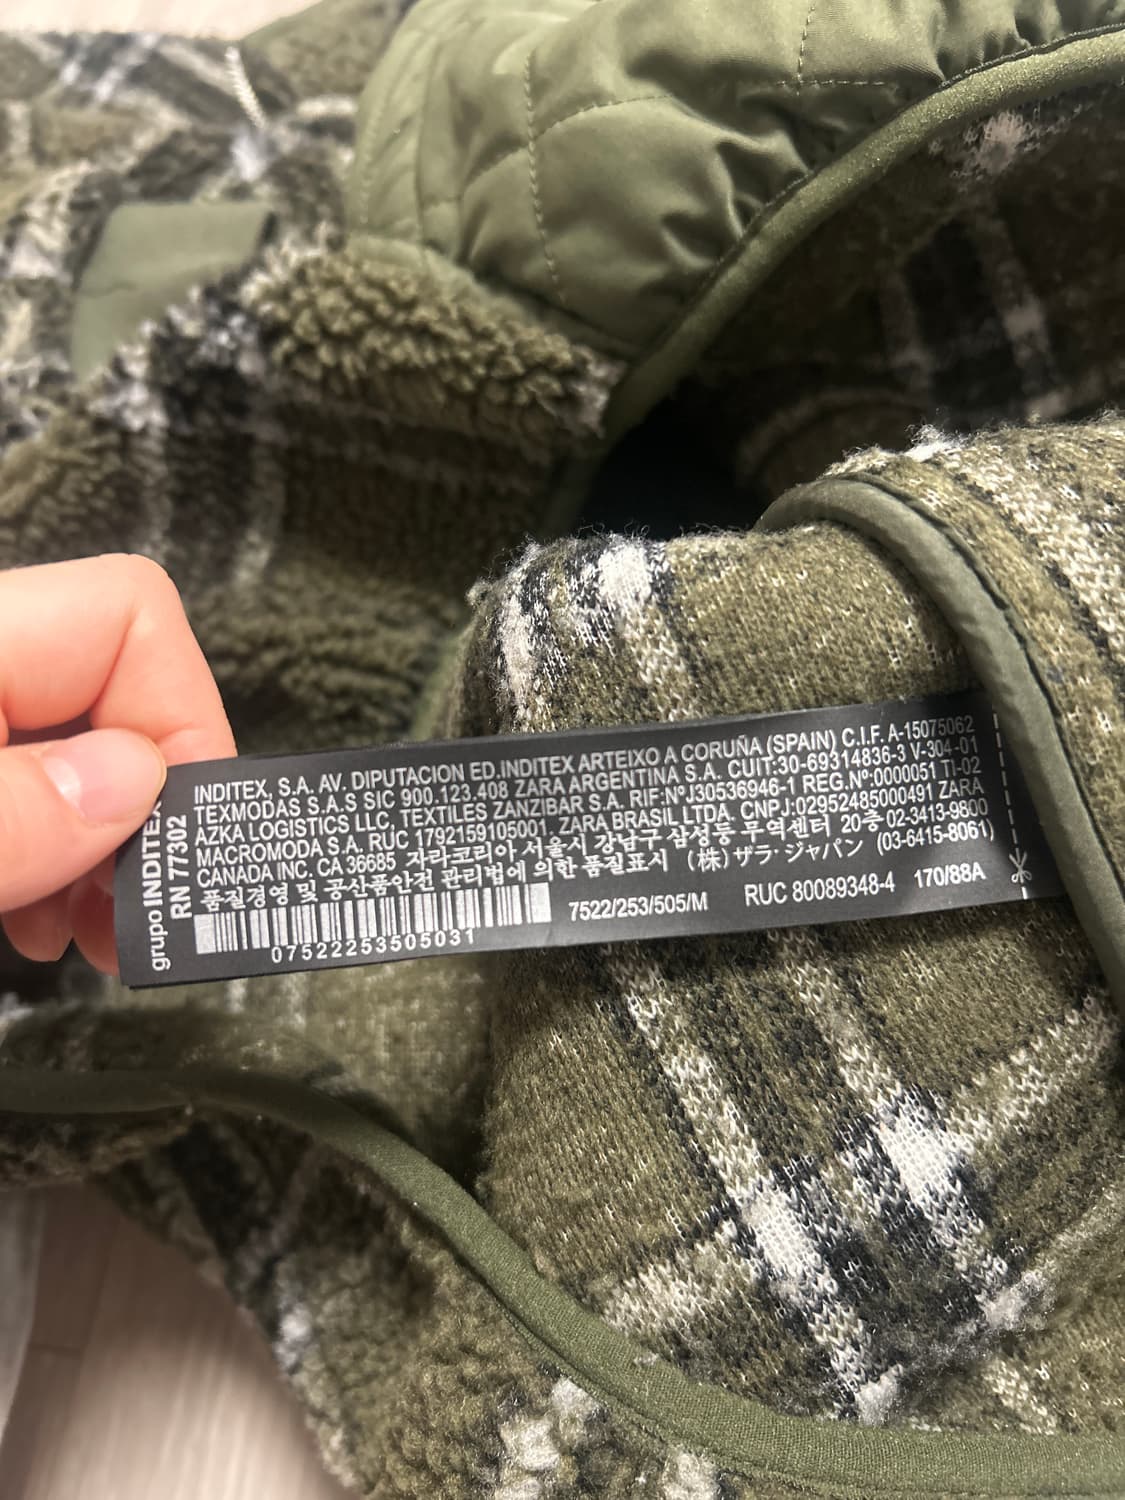 grupo INDITEX
RN 77302
INDITEX, S.A. AV. DIPUTACION ED.INDITEX ARTEIXO A CORUÑA (SPAIN) C.I.F. A-15075062
TEXMODAS S.A.S SIC 900.123.408 ZARA ARGENTINA S.A. CUIT:30-69314836-3 V-304-01
AZKA LOGISTICS LLC, TEXTILES ZANZIBAR S.A. RIF:NºJ30536946-1 REG.Nº:0000051 TI-02
MACROMODA S.A. RUC 1792159105001. ZARA BRASIL LTDA. CNPJ:02952485000491 ZARA
CANADA INC. CA 36685 자라코리아 서울시 강남구 삼성동 무역센터 20층 02-3413-9800
품질경영 및 공산품안전 관리법에 의한 품질표시 (株)ザラ・ジャパン (03-6415-8061)
07522253505031
7522/253/505/M RUC 80089348-4 170/88A